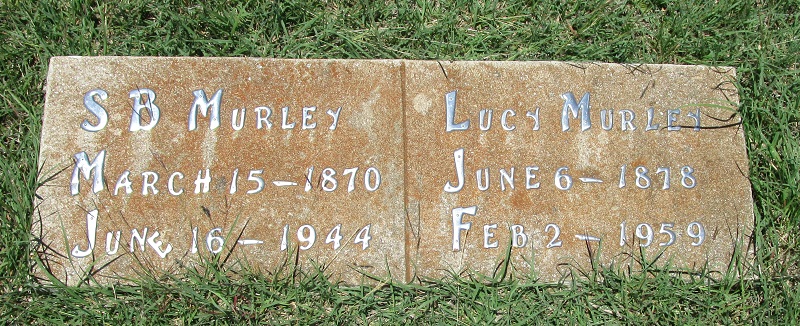 S B Murley
March 15 - 1870
June 16 - 1944
Lucy Murley
June 6 - 1878
Feb 2 - 1959